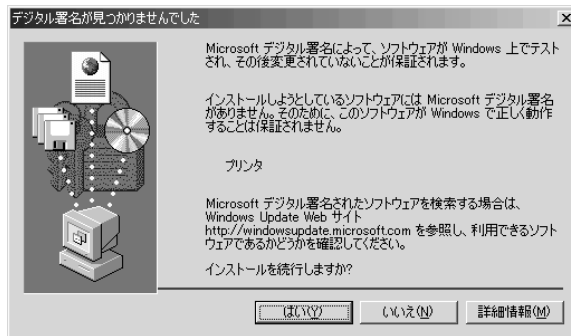 デジタル署名が見つかりませんでした
Microsoft デジタル署名によって、ソフトウェアが Windows 上でテスト
され、その後変更されていないことが保証されます。
インストールしようとしているソフトウェアには Microsoft デジタル署名
がありません。そのために、このソフトウェアが Windows で正しく動作
することは保証されません。
プリンタ
Microsoft デジタル署名されたソフトウェアを検索する場合は、
Windows Update Web サイト
http://windowsupdate.microsoft.com を参照し、利用できるソフト
ウェアであるかどうかを確認してください。
インストールを続行しますか?
はい(Y) いいえ(N) 詳細情報(M)